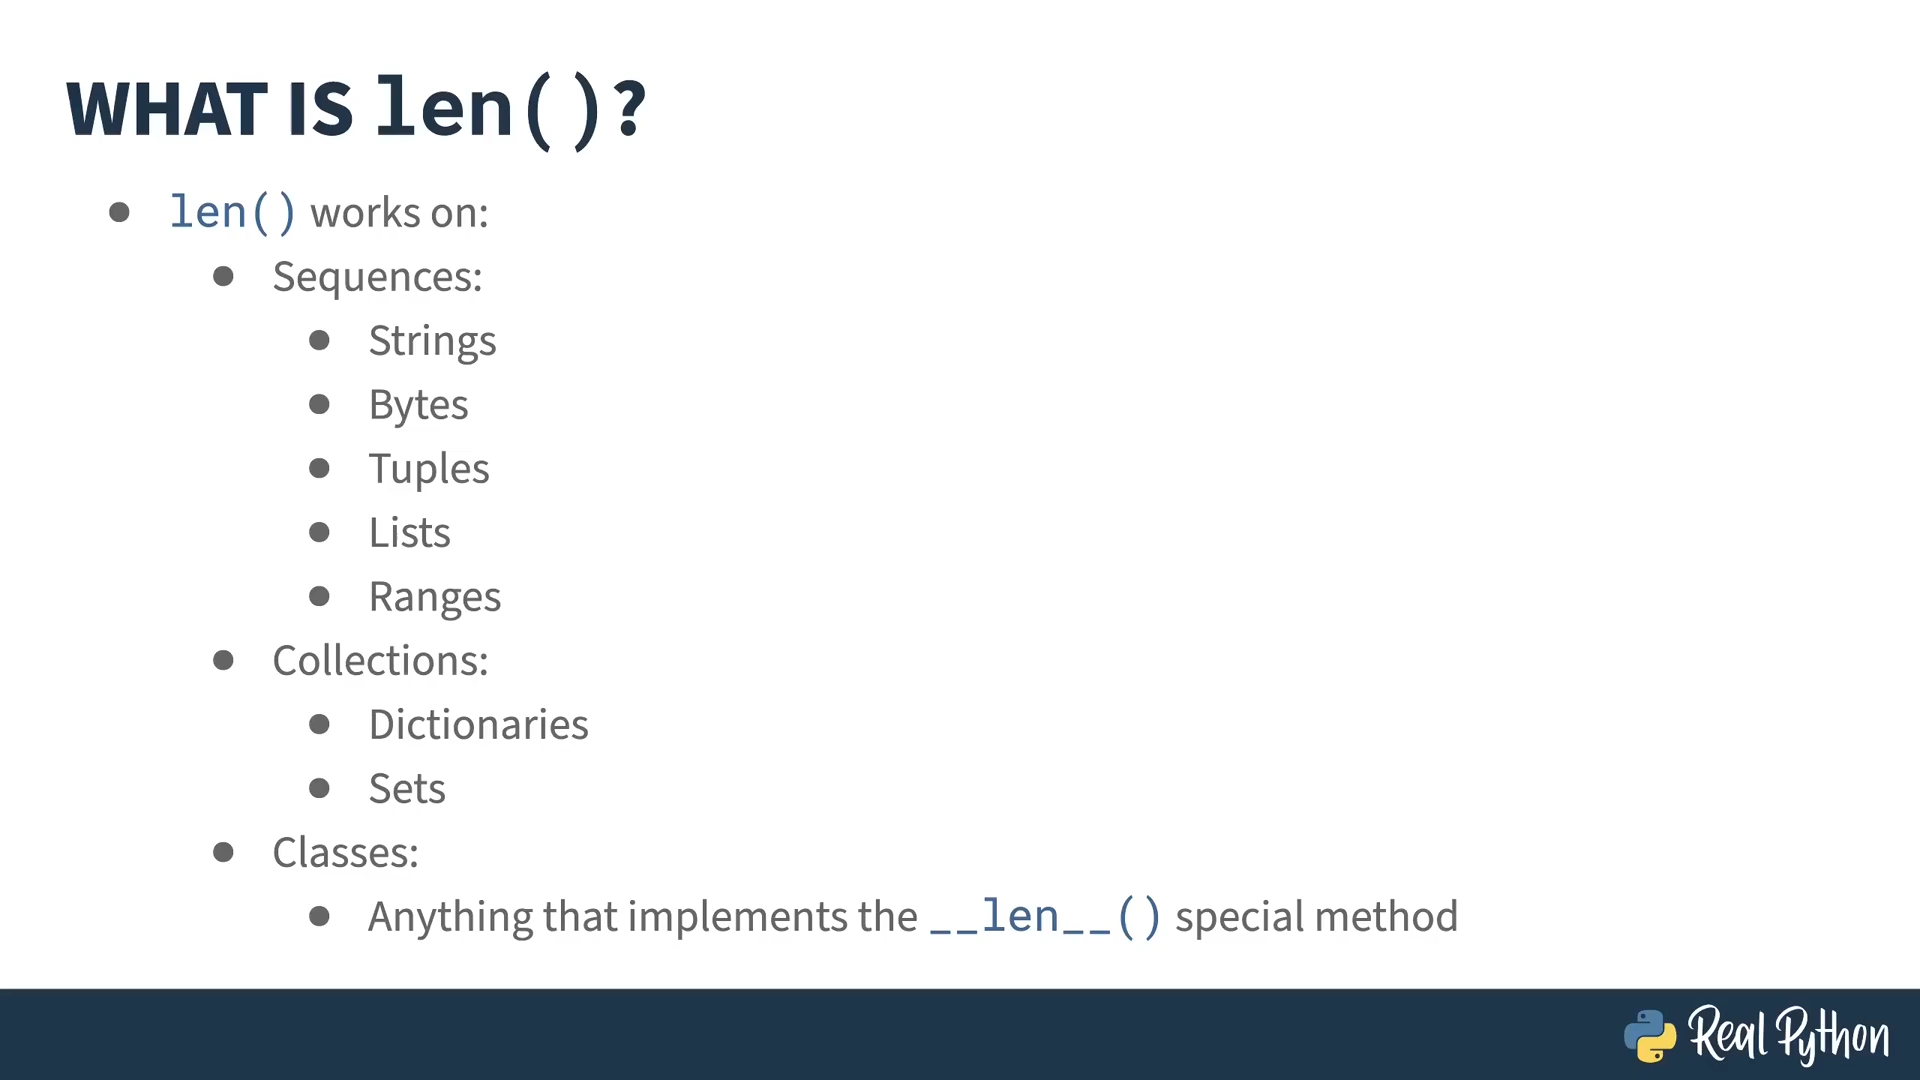 WHAT IS len()?
● len() works on:
● Sequences:
● Strings
● Bytes
● Tuples
● Lists
● Ranges
● Collections:
● Dictionaries
● Sets
● Classes:
● Anything that implements the __len__() special method
Real Python